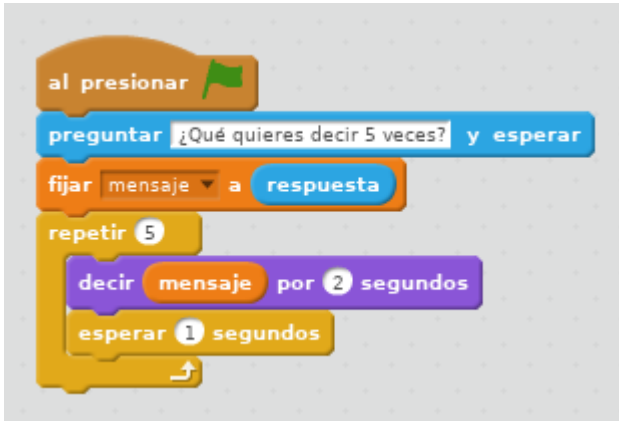 al presionar
preguntar ¿Qué quieres decir 5 veces? y esperar
fijar mensaje a respuesta
repetir 5
decir mensaje por 2 segundos
esperar 1 segundos